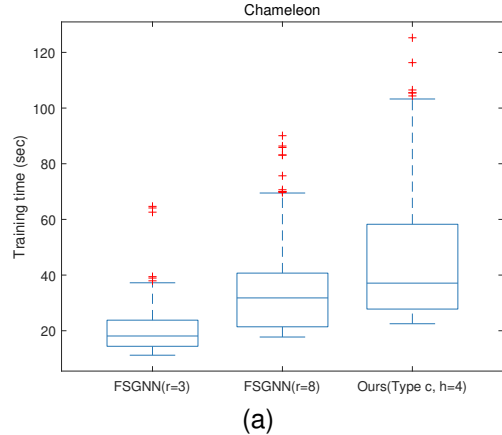 Chameleon
Training time (sec)
120
100
80
60
40
20
FSGNN(r=3) FSGNN(r=8) Ours(Type c, h=4)
(a)